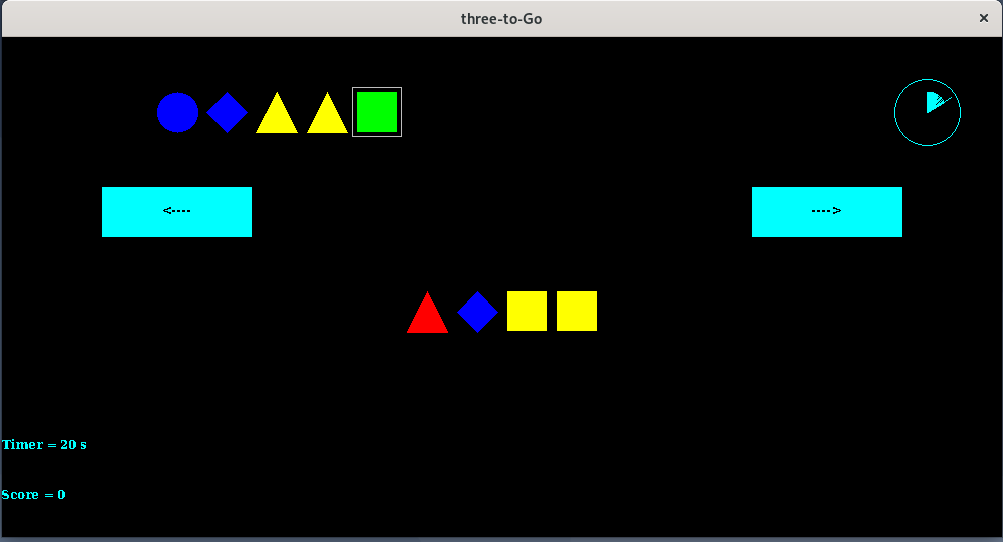 three-to-Go ×
<---- ---->
Timer = 20 s
Score = 0